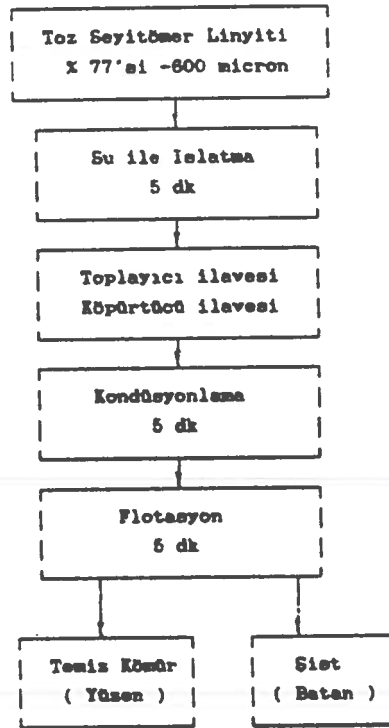 Toz Seyitömer Linyiti
% 77'si -600 micron
Su ile Islatma
5 dk
Toplayıcı ilavesi
Köpürtücü ilavesi
Kondüsyonlama
5 dk
Flotasyon
5 dk
Temiz Kömür
( Yüzen )
Şist
( Batan )